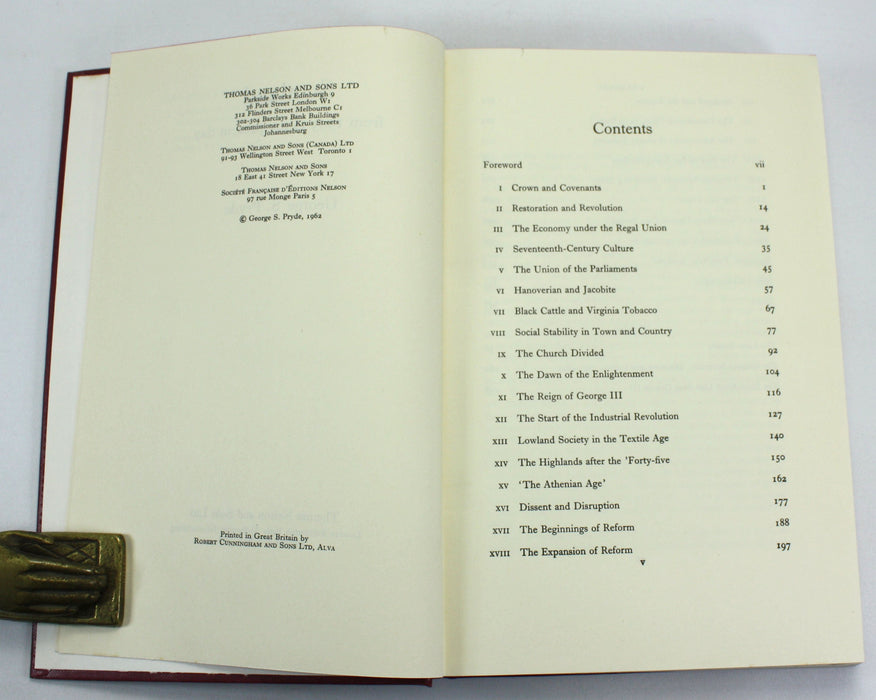 THOMAS NELSON AND SONS LTD
Parkside Works Edinburgh 9
36 Park Street London W1
312 Flinders Street Melbourne C1
302-304 Barclays Bank Buildings
Commissioner and Kruis Streets
Johannesburg
THOMAS NELSON AND SONS (CANADA) LTD
91-93 Wellington Street West Toronto 1
THOMAS NELSON AND SONS
18 East 41 Street New York 17
SOCIÉTÉ FRANÇAISE D'ÉDITIONS NELSON
97 rue Monge Paris 5
© George S. Pryde, 1962
Printed in Great Britain by
ROBERT CUNNINGHAM AND SONS LTD, ALVA
Contents
Foreword vii
I Crown and Covenants 1
II Restoration and Revolution 14
III The Economy under the Regal Union 24
IV Seventeenth-Century Culture 35
V The Union of the Parliaments 45
VI Hanoverian and Jacobite 57
VII Black Cattle and Virginia Tobacco 67
VIII Social Stability in Town and Country 77
IX The Church Divided 92
X The Dawn of the Enlightenment 104
XI The Reign of George III 116
XII The Start of the Industrial Revolution 127
XIII Lowland Society in the Textile Age 140
XIV The Highlands after the 'Forty-five 150
XV 'The Athenian Age' 162
XVI Dissent and Disruption 177
XVII The Beginnings of Reform 188
XVIII The Expansion of Reform 197
v